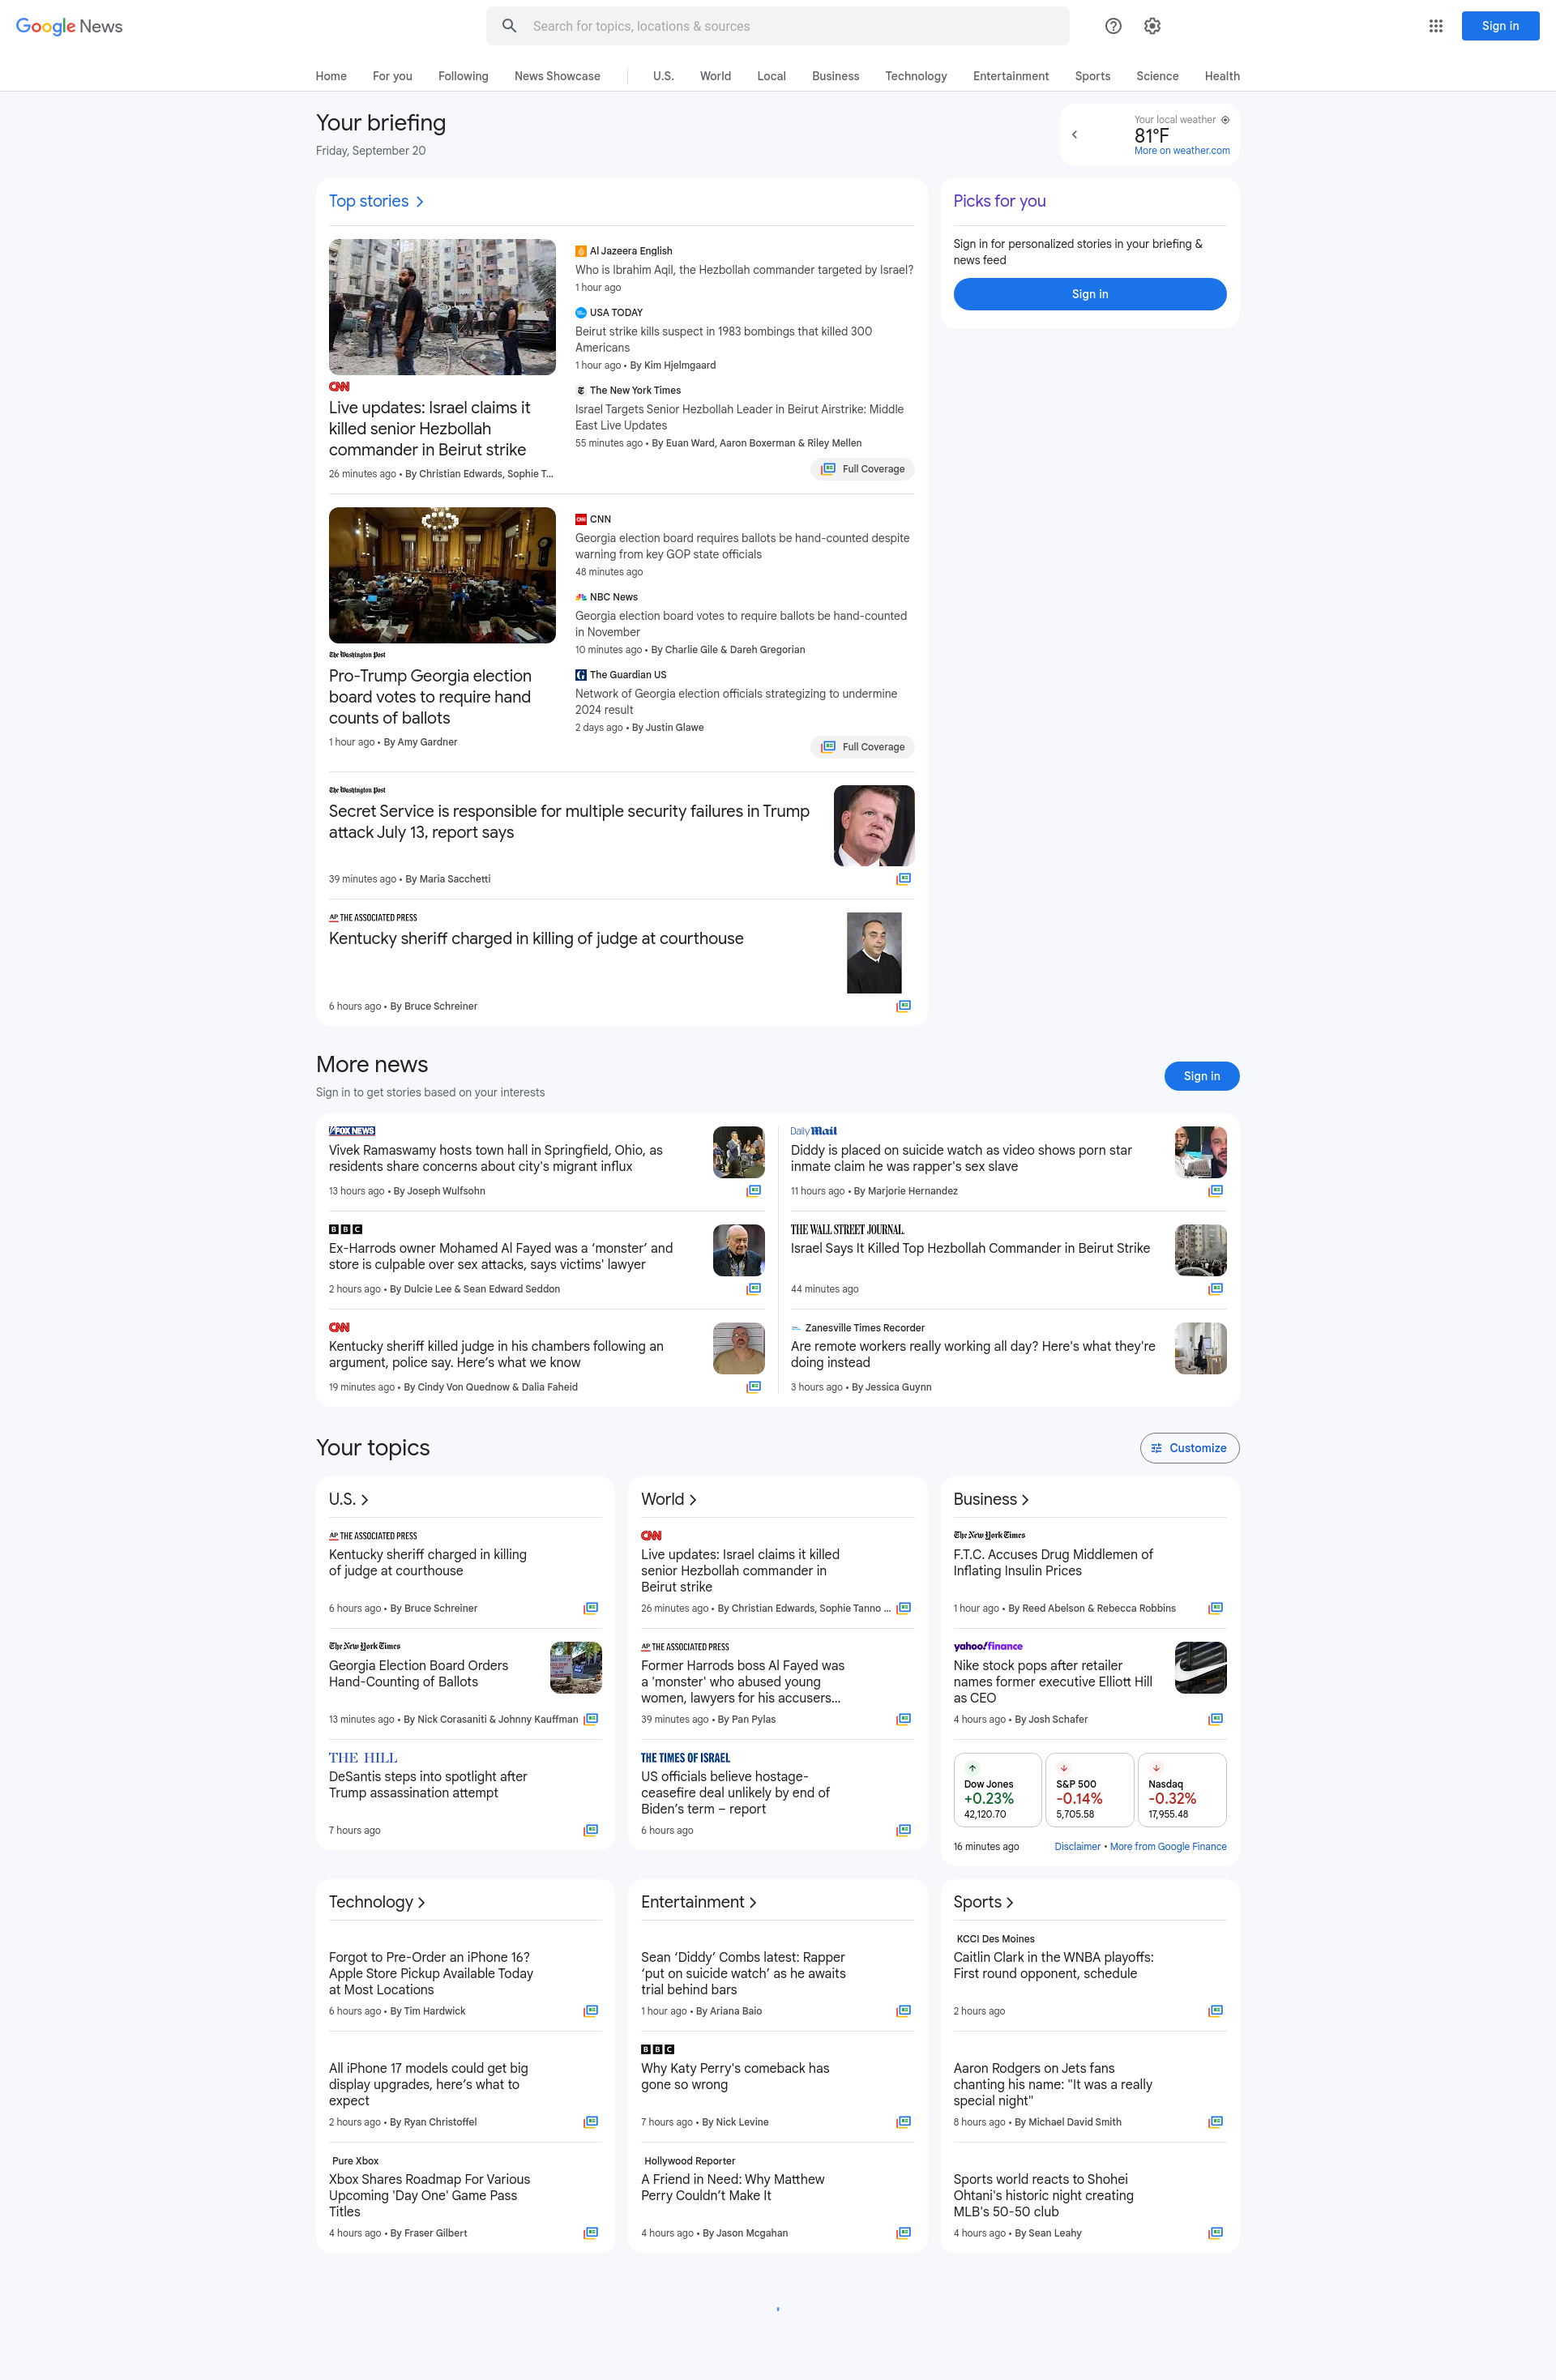 Google News
Search for topics, locations & sources
Sign in
Home
For you
Following
News Showcase
U.S.
World
Local
Business
Technology
Entertainment
Sports
Science
Health
Your briefing
Friday, September 20
Your local weather
81°F
More on weather.com
Top stories
CNN
Live updates: Israel claims it
killed senior Hezbollah
commander in Beirut strike
26 minutes ago • By Christian Edwards, Sophie T...
Al Jazeera English
Who is Ibrahim Aqil, the Hezbollah commander targeted by Israel?
1 hour ago
USA TODAY
Beirut strike kills suspect in 1983 bombings that killed 300
Americans
1 hour ago • By Kim Hjelmgaard
The New York Times
Israel Targets Senior Hezbollah Leader in Beirut Airstrike: Middle
East Live Updates
55 minutes ago • By Euan Ward, Aaron Boxerman & Riley Mellen
Full Coverage
The Washington Post
Pro-Trump Georgia election
board votes to require hand
counts of ballots
1 hour ago • By Amy Gardner
CNN
Georgia election board requires ballots be hand-counted despite
warning from key GOP state officials
48 minutes ago
NBC News
Georgia election board votes to require ballots be hand-counted
in November
10 minutes ago • By Charlie Gile & Dareh Gregorian
The Guardian US
Network of Georgia election officials strategizing to undermine
2024 result
2 days ago • By Justin Glawe
Full Coverage
The Washington Post
Secret Service is responsible for multiple security failures in Trump
attack July 13, report says
39 minutes ago • By Maria Sacchetti
AP THE ASSOCIATED PRESS
Kentucky sheriff charged in killing of judge at courthouse
6 hours ago • By Bruce Schreiner
Picks for you
Sign in for personalized stories in your briefing &
news feed
Sign in
More news
Sign in to get stories based on your interests
Sign in
FOX NEWS
Vivek Ramaswamy hosts town hall in Springfield, Ohio, as
residents share concerns about city's migrant influx
13 hours ago • By Joseph Wulfsohn
BBC
Ex-Harrods owner Mohamed Al Fayed was a ‘monster’ and
store is culpable over sex attacks, says victims' lawyer
2 hours ago • By Dulcie Lee & Sean Edward Seddon
CNN
Kentucky sheriff killed judge in his chambers following an
argument, police say. Here’s what we know
19 minutes ago • By Cindy Von Quednow & Dalia Faheid
Daily Mail
Diddy is placed on suicide watch as video shows porn star
inmate claim he was rapper's sex slave
11 hours ago • By Marjorie Hernandez
THE WALL STREET JOURNAL.
Israel Says It Killed Top Hezbollah Commander in Beirut Strike
44 minutes ago
Zanesville Times Recorder
Are remote workers really working all day? Here's what they're
doing instead
3 hours ago • By Jessica Guynn
Your topics
Customize
U.S.
AP THE ASSOCIATED PRESS
Kentucky sheriff charged in killing
of judge at courthouse
6 hours ago • By Bruce Schreiner
The New York Times
Georgia Election Board Orders
Hand-Counting of Ballots
13 minutes ago • By Nick Corasaniti & Johnny Kauffman
THE HILL
DeSantis steps into spotlight after
Trump assassination attempt
7 hours ago
World
CNN
Live updates: Israel claims it killed
senior Hezbollah commander in
Beirut strike
26 minutes ago • By Christian Edwards, Sophie Tanno ...
AP THE ASSOCIATED PRESS
Former Harrods boss Al Fayed was
a 'monster' who abused young
women, lawyers for his accusers...
39 minutes ago • By Pan Pylas
THE TIMES OF ISRAEL
US officials believe hostage-
ceasefire deal unlikely by end of
Biden’s term – report
6 hours ago
Business
The New York Times
F.T.C. Accuses Drug Middlemen of
Inflating Insulin Prices
1 hour ago • By Reed Abelson & Rebecca Robbins
yahoo!finance
Nike stock pops after retailer
names former executive Elliott Hill
as CEO
4 hours ago • By Josh Schafer
Dow Jones
+0.23%
42,120.70
S&P 500
-0.14%
5,705.58
Nasdaq
-0.32%
17,955.48
16 minutes ago
Disclaimer • More from Google Finance
Technology
Forgot to Pre-Order an iPhone 16?
Apple Store Pickup Available Today
at Most Locations
6 hours ago • By Tim Hardwick
All iPhone 17 models could get big
display upgrades, here’s what to
expect
2 hours ago • By Ryan Christoffel
Pure Xbox
Xbox Shares Roadmap For Various
Upcoming 'Day One' Game Pass
Titles
4 hours ago • By Fraser Gilbert
Entertainment
Sean ‘Diddy’ Combs latest: Rapper
‘put on suicide watch’ as he awaits
trial behind bars
1 hour ago • By Ariana Baio
BBC
Why Katy Perry's comeback has
gone so wrong
7 hours ago • By Nick Levine
Hollywood Reporter
A Friend in Need: Why Matthew
Perry Couldn’t Make It
4 hours ago • By Jason Mcgahan
Sports
KCCI Des Moines
Caitlin Clark in the WNBA playoffs:
First round opponent, schedule
2 hours ago
Aaron Rodgers on Jets fans
chanting his name: "It was a really
special night"
8 hours ago • By Michael David Smith
Sports world reacts to Shohei
Ohtani's historic night creating
MLB's 50-50 club
4 hours ago • By Sean Leahy